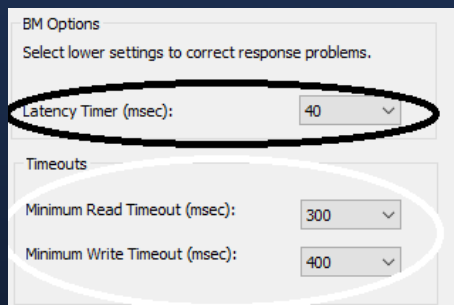 BM Options
Select lower settings to correct response problems.
Latency Timer (msec): 40
Timeouts
Minimum Read Timeout (msec): 300
Minimum Write Timeout (msec): 400